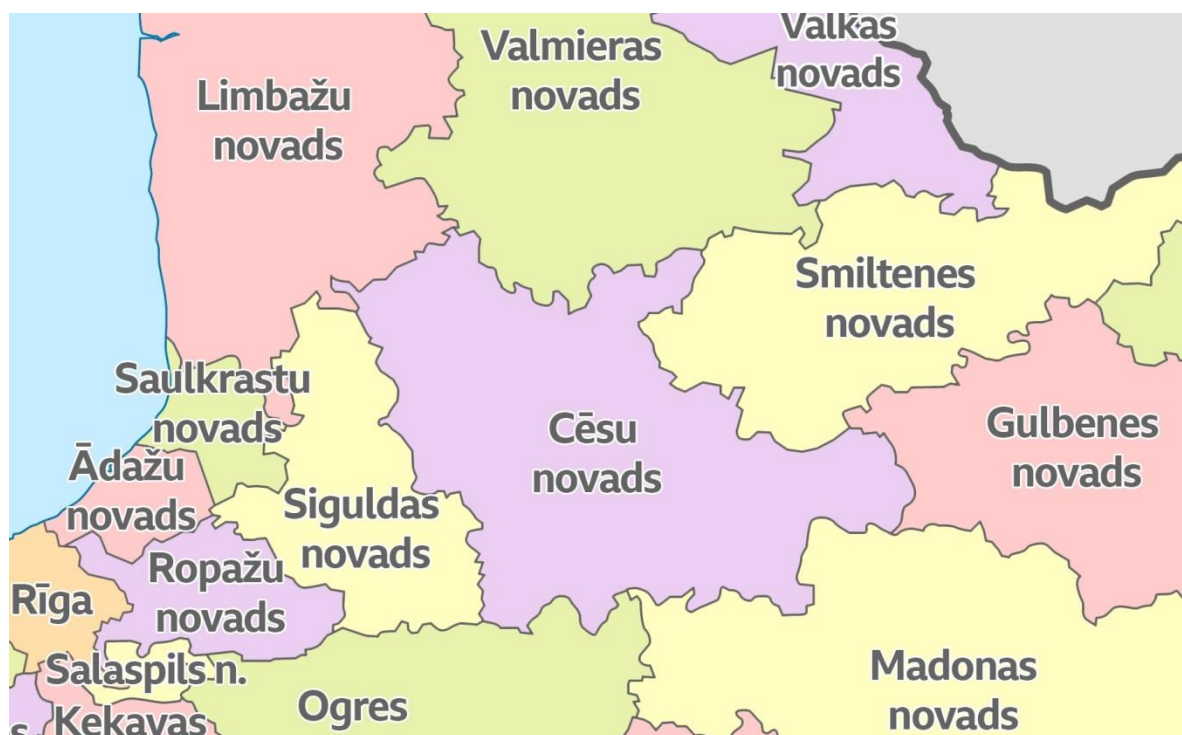 Valkas
novads
Valmieras
novads
Limbažu
novads
Smiltenes
novads
Saulkrastu
novads
Cēsu
novads
Gulbenes
novads
Ādažu
novads
Siguldas
novads
Ropažu
novads
Rīga
Salaspils n.
Madonas
novads
Ogres
Ķekavas